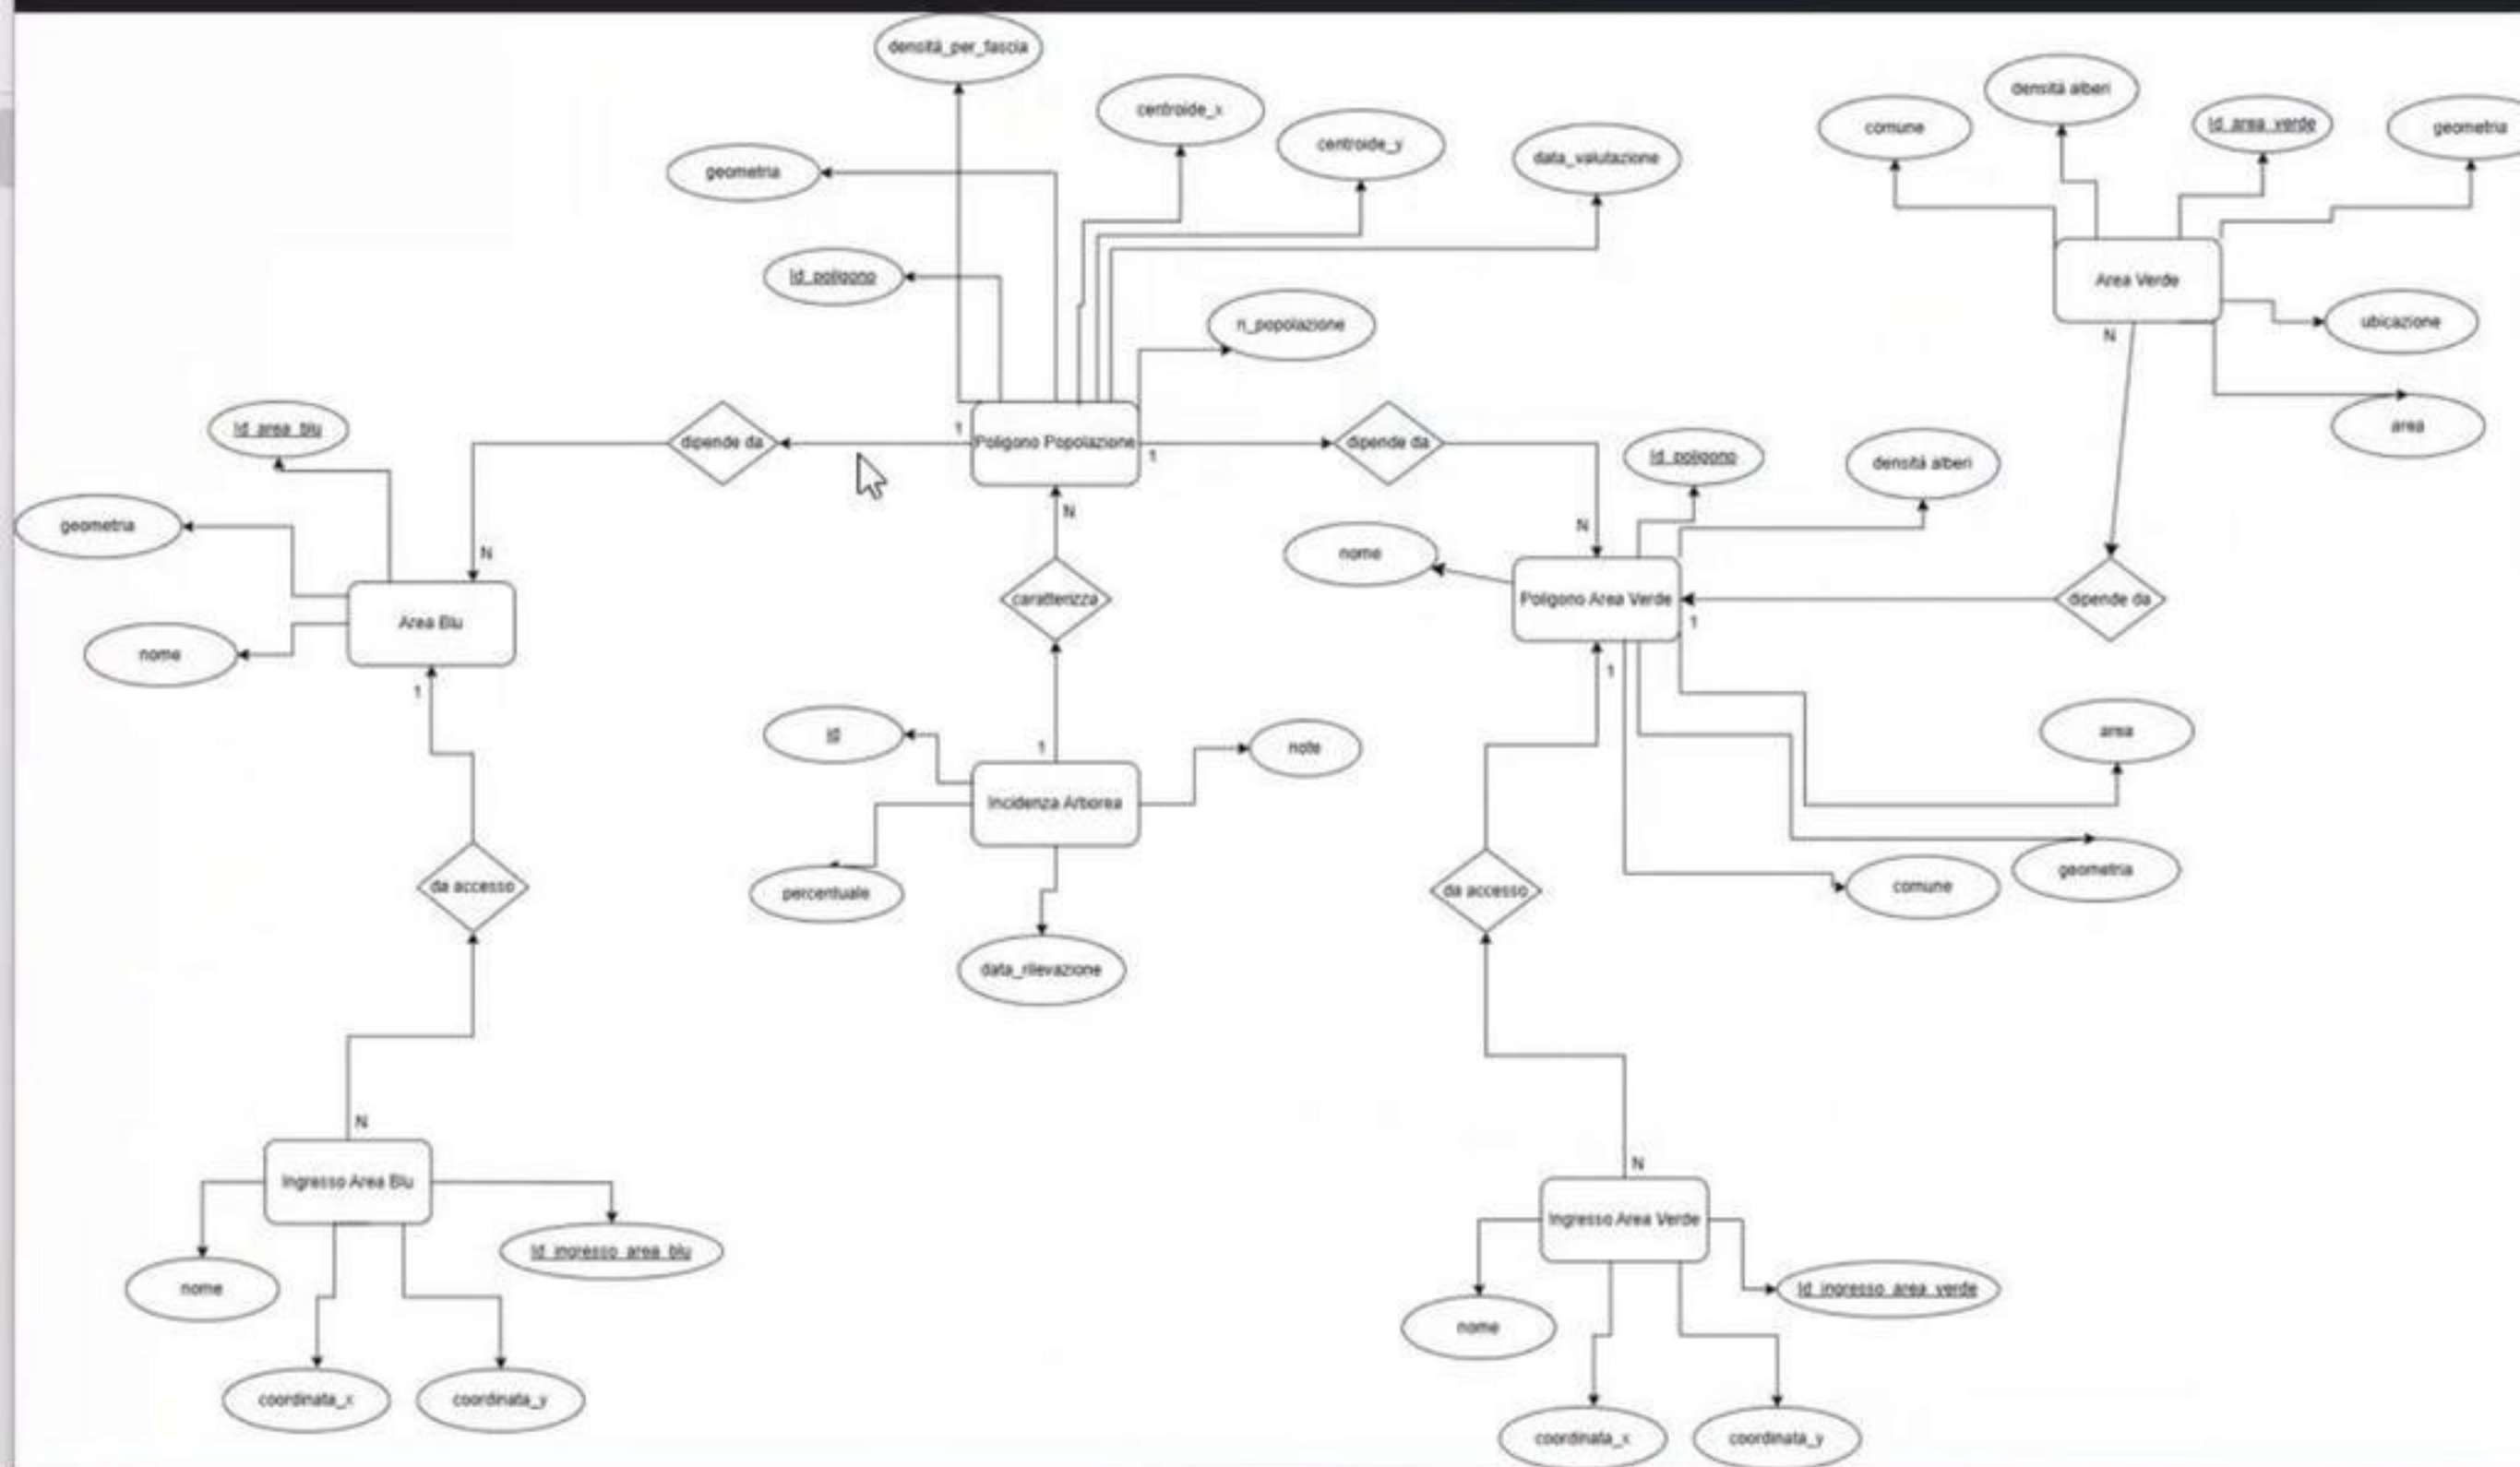 densità_per_fascia
centroide_x
centroide_y
data_valutazione
geometria
Id_poligono
n_popolazione
comune
densità alberi
Id_area_verde
geometria
Area Verde
ubicazione
area
N
Id_area_blu
geometria
nome
Area Blu
N
1
dipende da
1
Poligono Popolazione
1
dipende da
N
Id_poligono
densità alberi
nome
Poligono Area Verde
1
1
dipende da
N
caratterizza
1
id
note
Incidenza Arborea
percentuale
data_rilevazione
area
geometria
comune
da accesso
da accesso
N
Ingresso Area Blu
Id_ingresso_area_blu
nome
coordinata_x
coordinata_y
N
Ingresso Area Verde
Id_ingresso_area_verde
nome
coordinata_x
coordinata_y